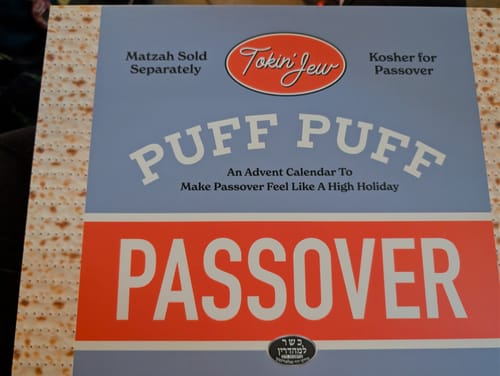 Matzah Sold
Separately
Tokin' Jew
Kosher for
Passover
PUFF PUFF
An Advent Calendar To
Make Passover Feel Like A High Holiday
PASSOVER
כשר
למהדרין